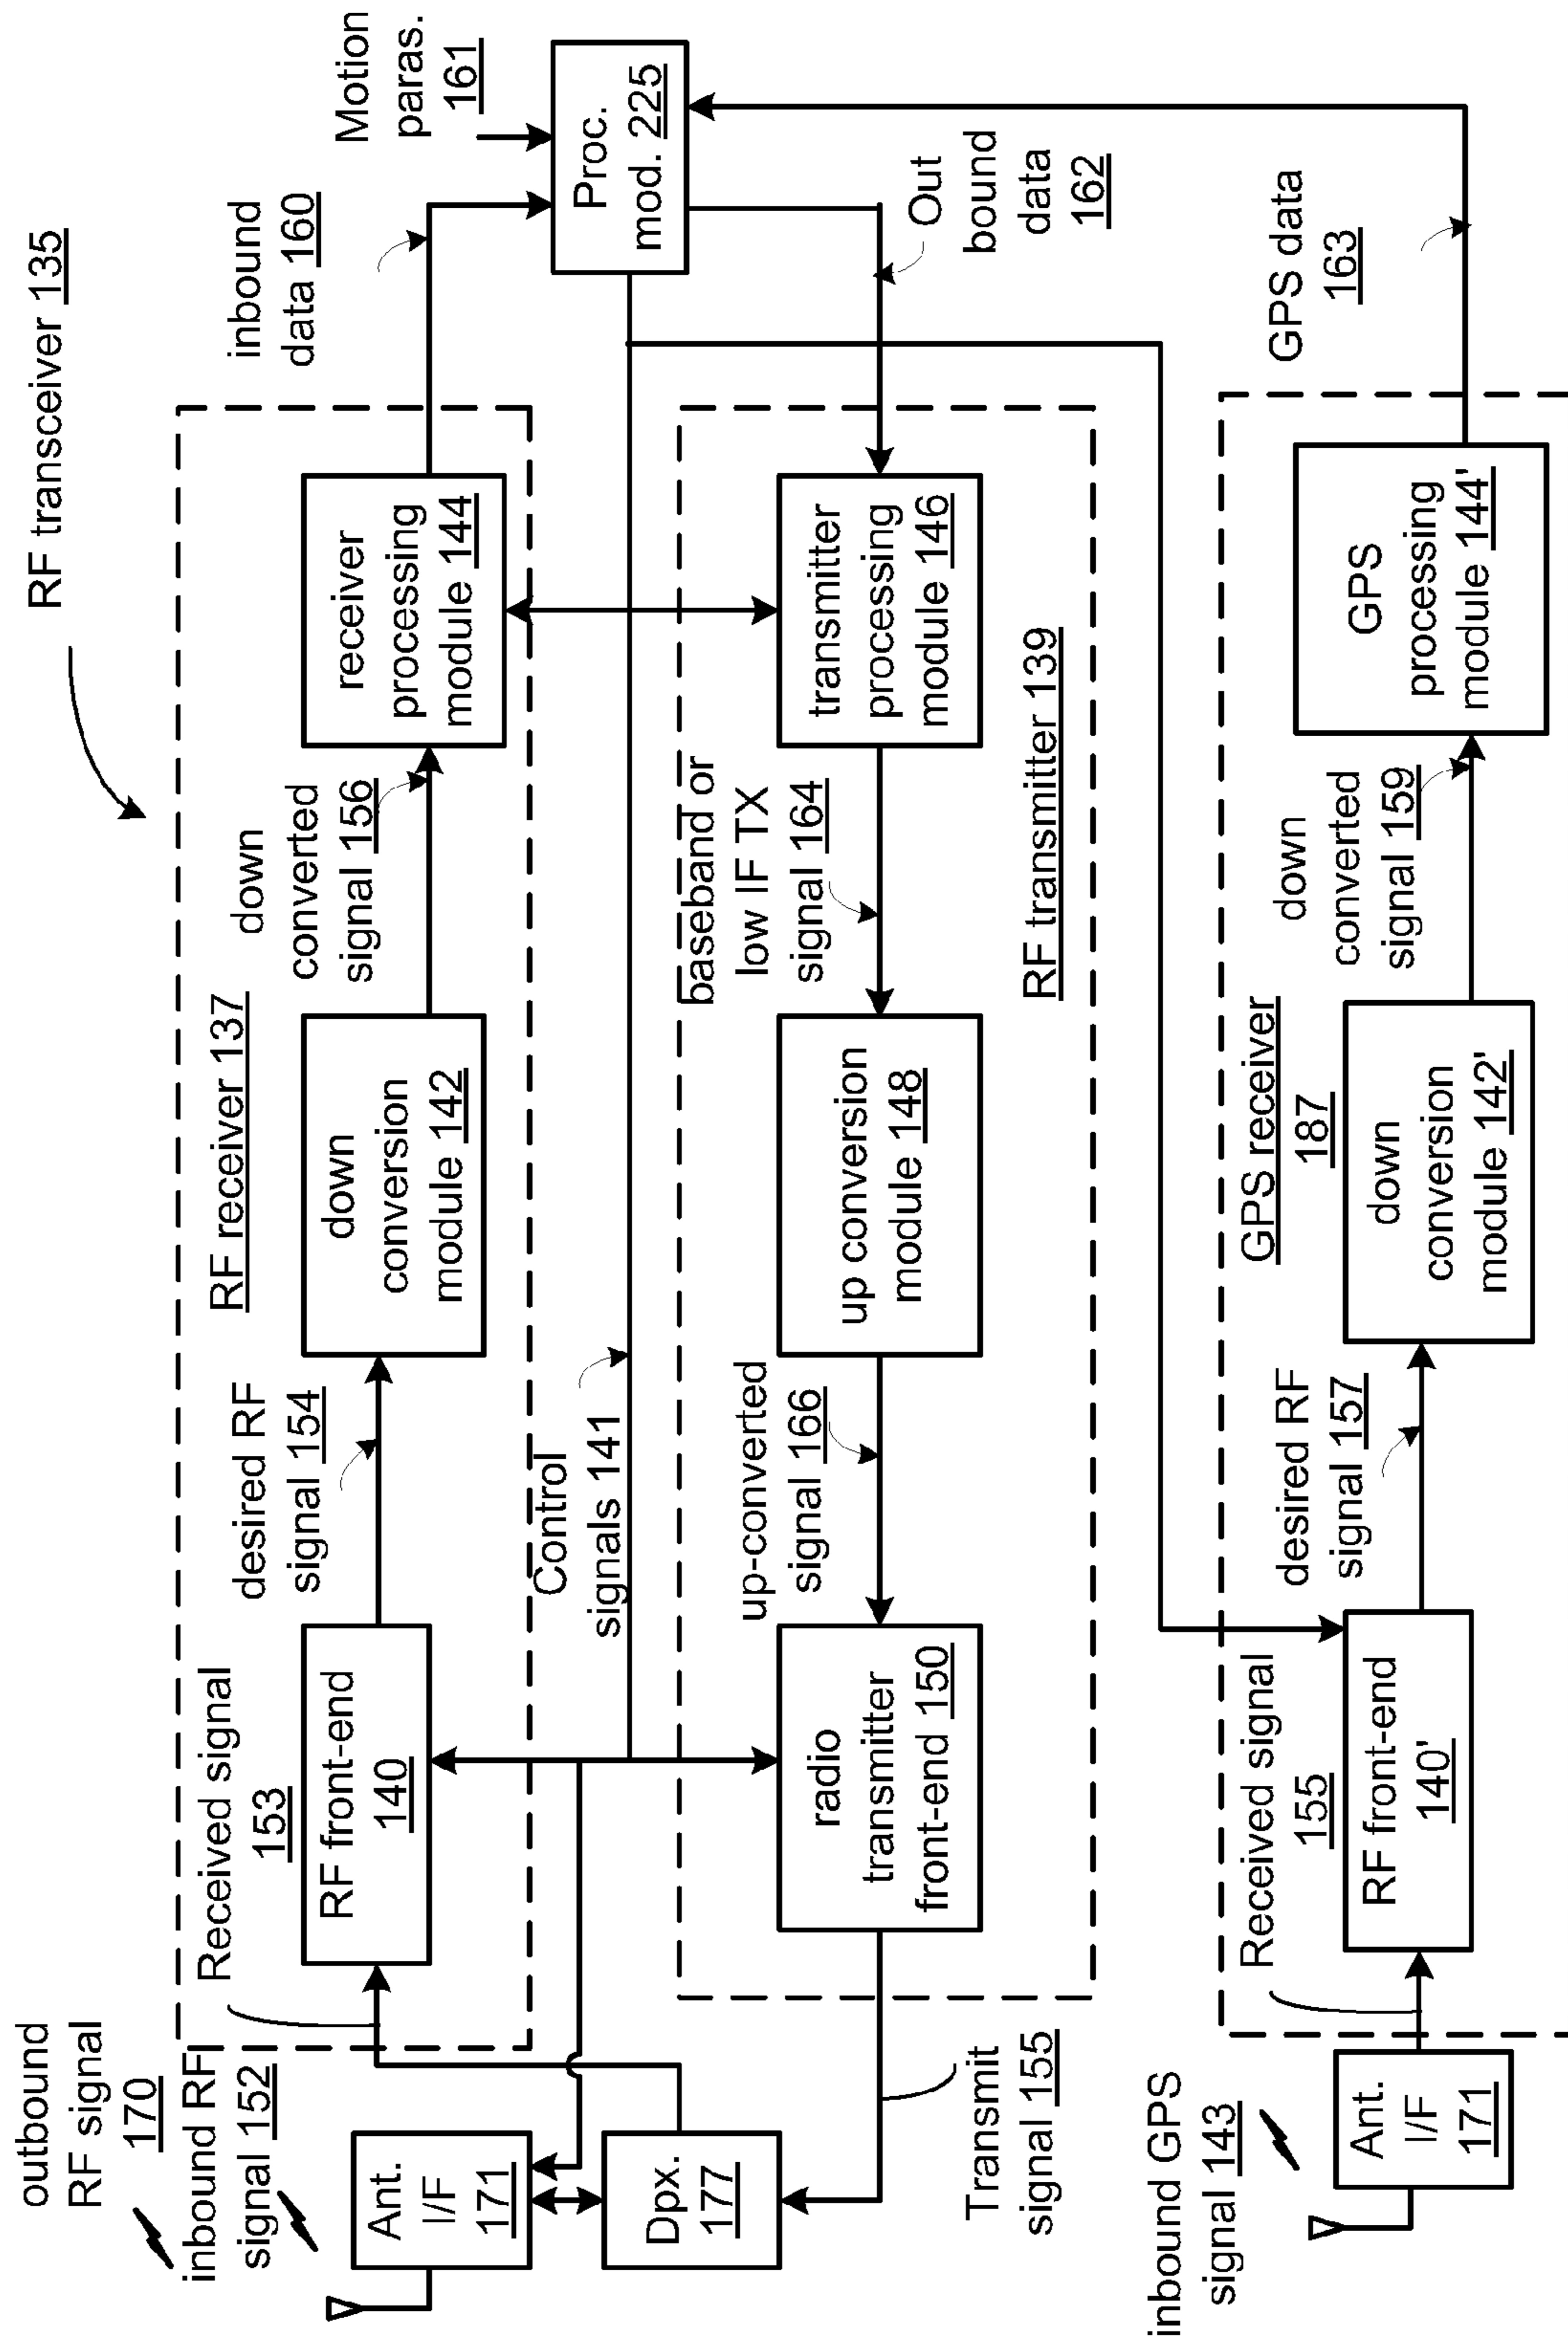 RF transceiver 135
outbound
RF signal
170
inbound RF
signal 152
Ant.
I/F
171
Dpx.
177
Received signal
153
RF front-end
140
desired RF
signal 154
RF receiver 137
down
conversion
module 142
down
converted
signal 156
receiver
processing
module 144
inbound
data 160
Motion
paras.
161
Proc.
mod. 225
Control
signals 141
Transmit
signal 155
radio
transmitter
front-end 150
up-converted
signal 166
up conversion
module 148
baseband or
low IF TX
signal 164
transmitter
processing
module 146
RF transmitter 139
Out
bound
data
162
inbound GPS
signal 143
Ant.
I/F
171
Received signal
155
RF front-end
140'
desired RF
signal 157
GPS receiver
187
down
conversion
module 142'
down
converted
signal 159
GPS
processing
module 144'
GPS data
163